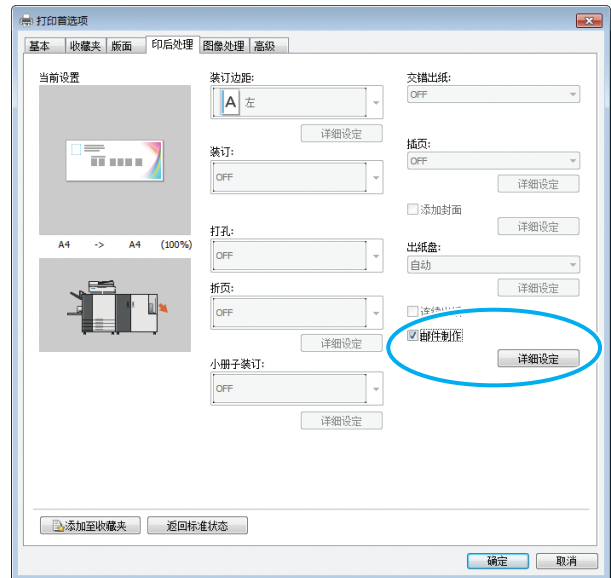 打印首选项
基本 收藏夹 版面 印后处理 图像处理 高级
当前设置
A4 -> A4 (100%)
装订边距:
A 左
详细设定
装订:
OFF
打孔:
OFF
折页:
OFF
详细设定
小册子装订:
OFF
详细设定
交错出纸:
OFF
插页:
OFF
详细设定
添加封面
详细设定
出纸盘:
自动
详细设定
连续出纸
邮件制作
详细设定
添加至收藏夹 返回标准状态
确定 取消